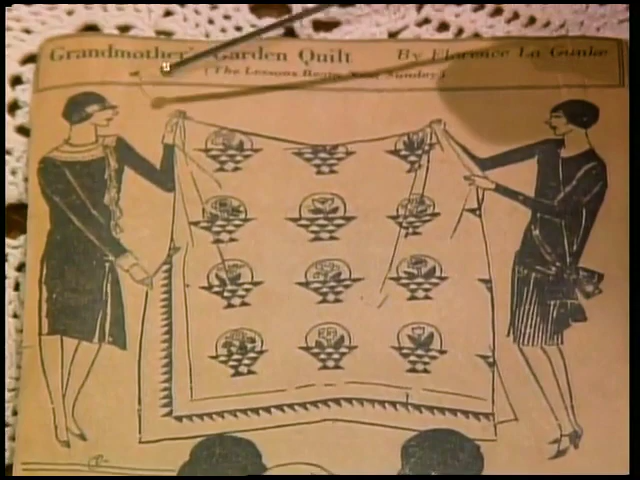 Grandmother's Garden Quilt By Florence La Ganke
(The Lessons Begin Next Sunday)